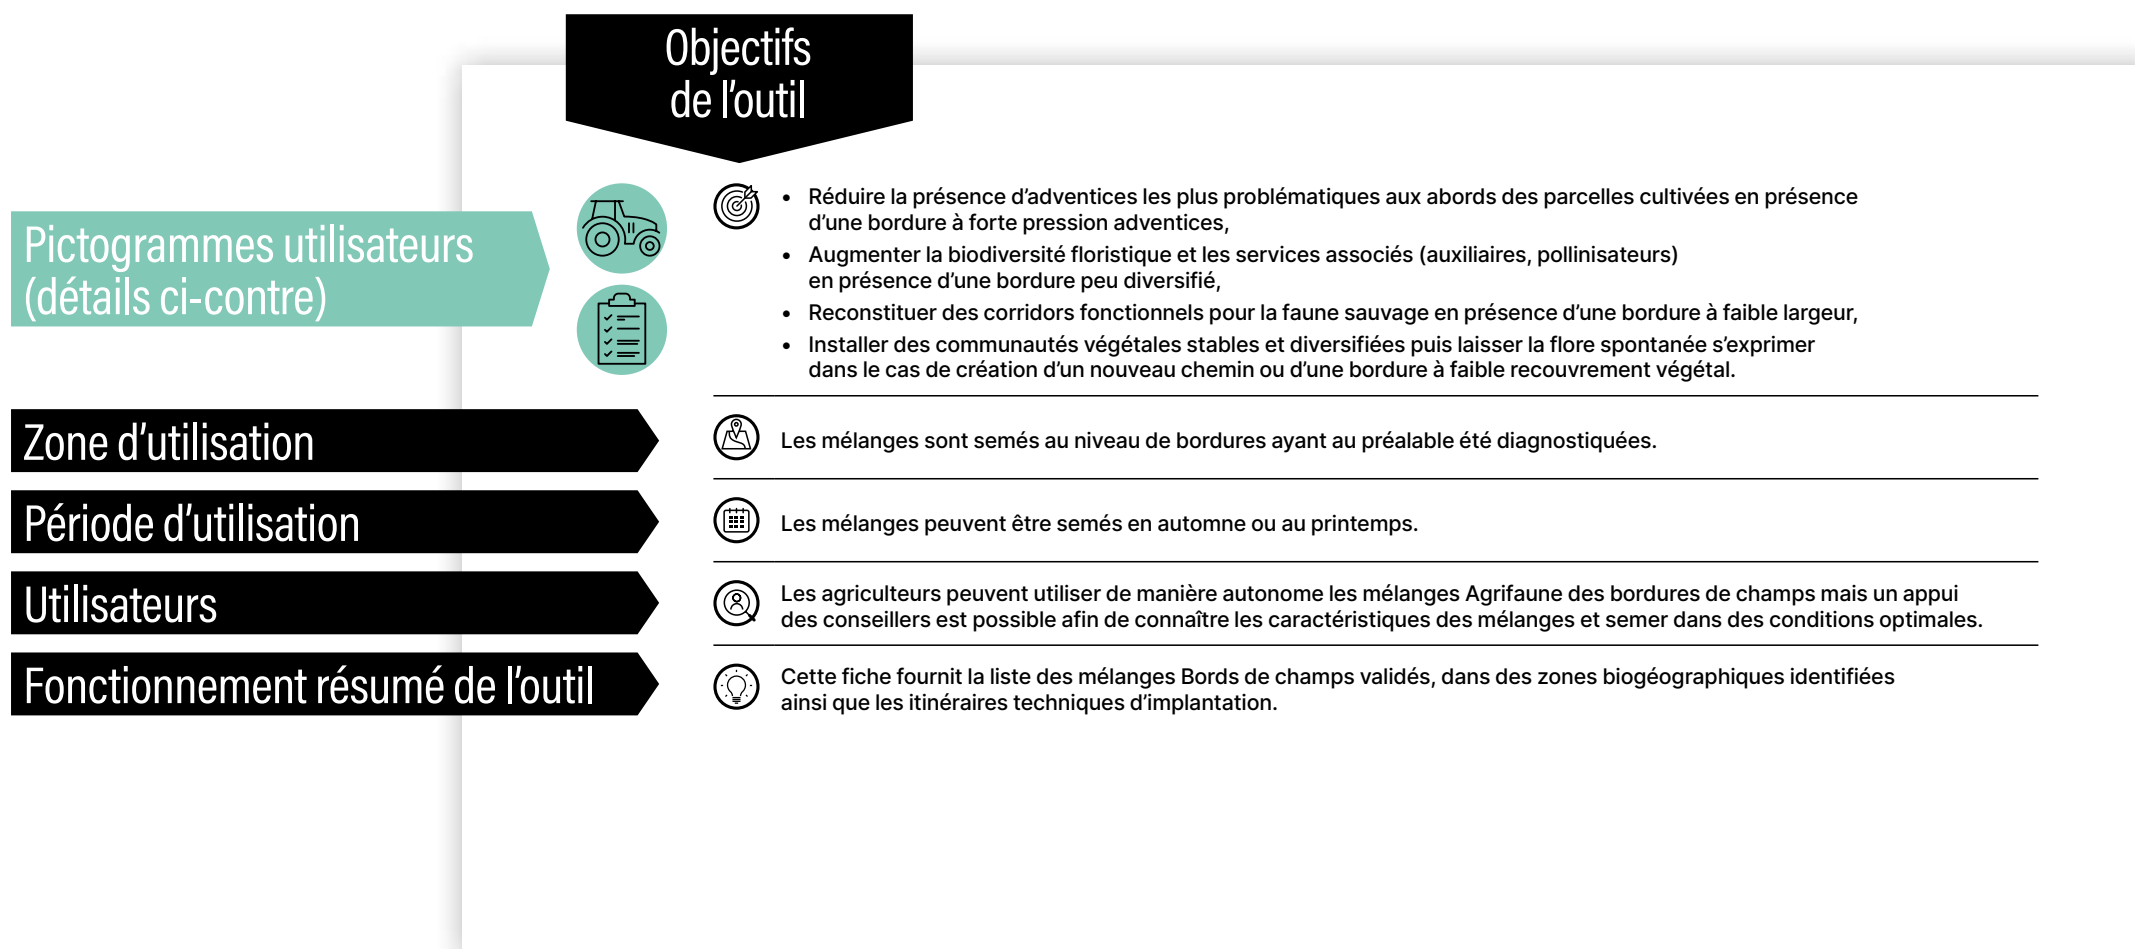 Objectifs
de l’outil
Pictogrammes utilisateurs
(détails ci-contre)
• Réduire la présence d’adventices les plus problématiques aux abords des parcelles cultivées en présence
d’une bordure à forte pression adventices,
• Augmenter la biodiversité floristique et les services associés (auxiliaires, pollinisateurs)
en présence d’une bordure peu diversifié,
• Reconstituer des corridors fonctionnels pour la faune sauvage en présence d’une bordure à faible largeur,
• Installer des communautés végétales stables et diversifiées puis laisser la flore spontanée s’exprimer
dans le cas de création d’un nouveau chemin ou d’une bordure à faible recouvrement végétal.
Zone d’utilisation
Les mélanges sont semés au niveau de bordures ayant au préalable été diagnostiquées.
Période d’utilisation
Les mélanges peuvent être semés en automne ou au printemps.
Utilisateurs
Les agriculteurs peuvent utiliser de manière autonome les mélanges Agrifaune des bordures de champs mais un appui
des conseillers est possible afin de connaître les caractéristiques des mélanges et semer dans des conditions optimales.
Fonctionnement résumé de l’outil
Cette fiche fournit la liste des mélanges Bords de champs validés, dans des zones biogéographiques identifiées
ainsi que les itinéraires techniques d’implantation.